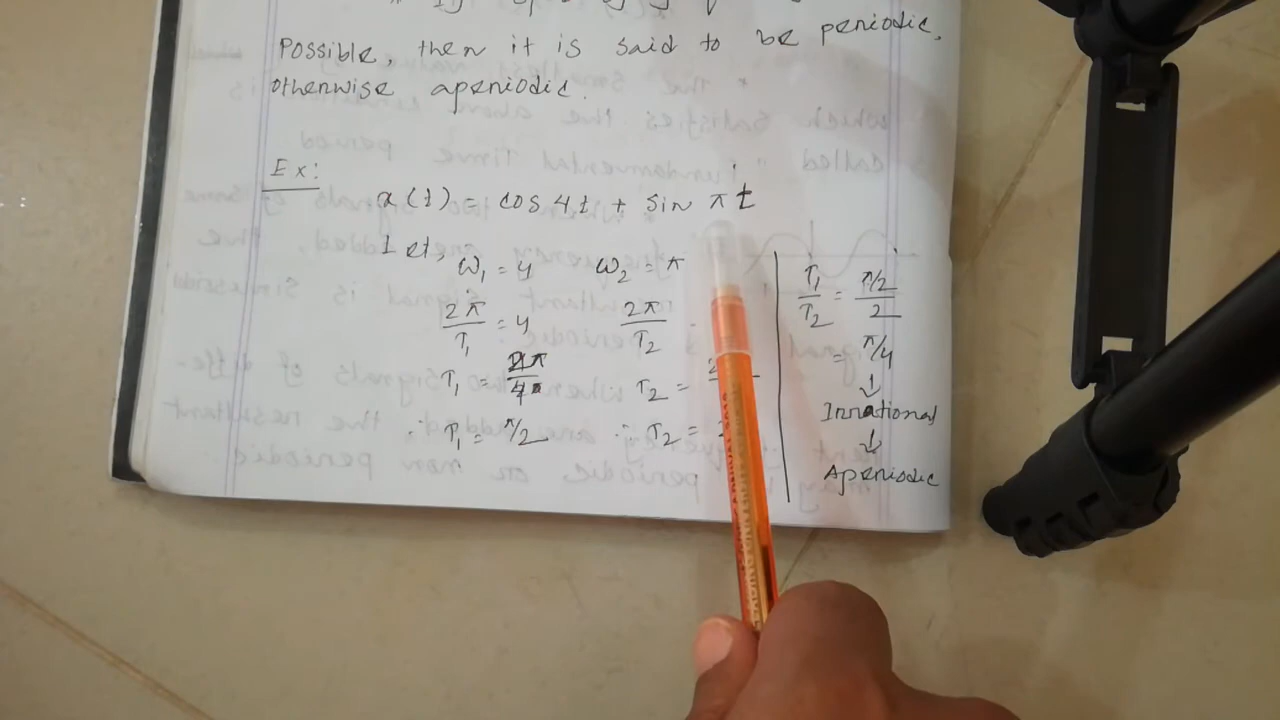 Possible, then it is said to be periodic,
otherwise aperiodic.
Ex:
x(t) = cos 4t + sin πt
Let,
ω₁ = 4 ω₂ = π
2π/T₁ = 4 2π/T₂
T₁ = 2π/4 T₂ =
∴ T₁ = π/2 ∴ T₂ =
T₁/T₂ = π/2/2
= π/4
↓
Irrational
↓
Aperiodic